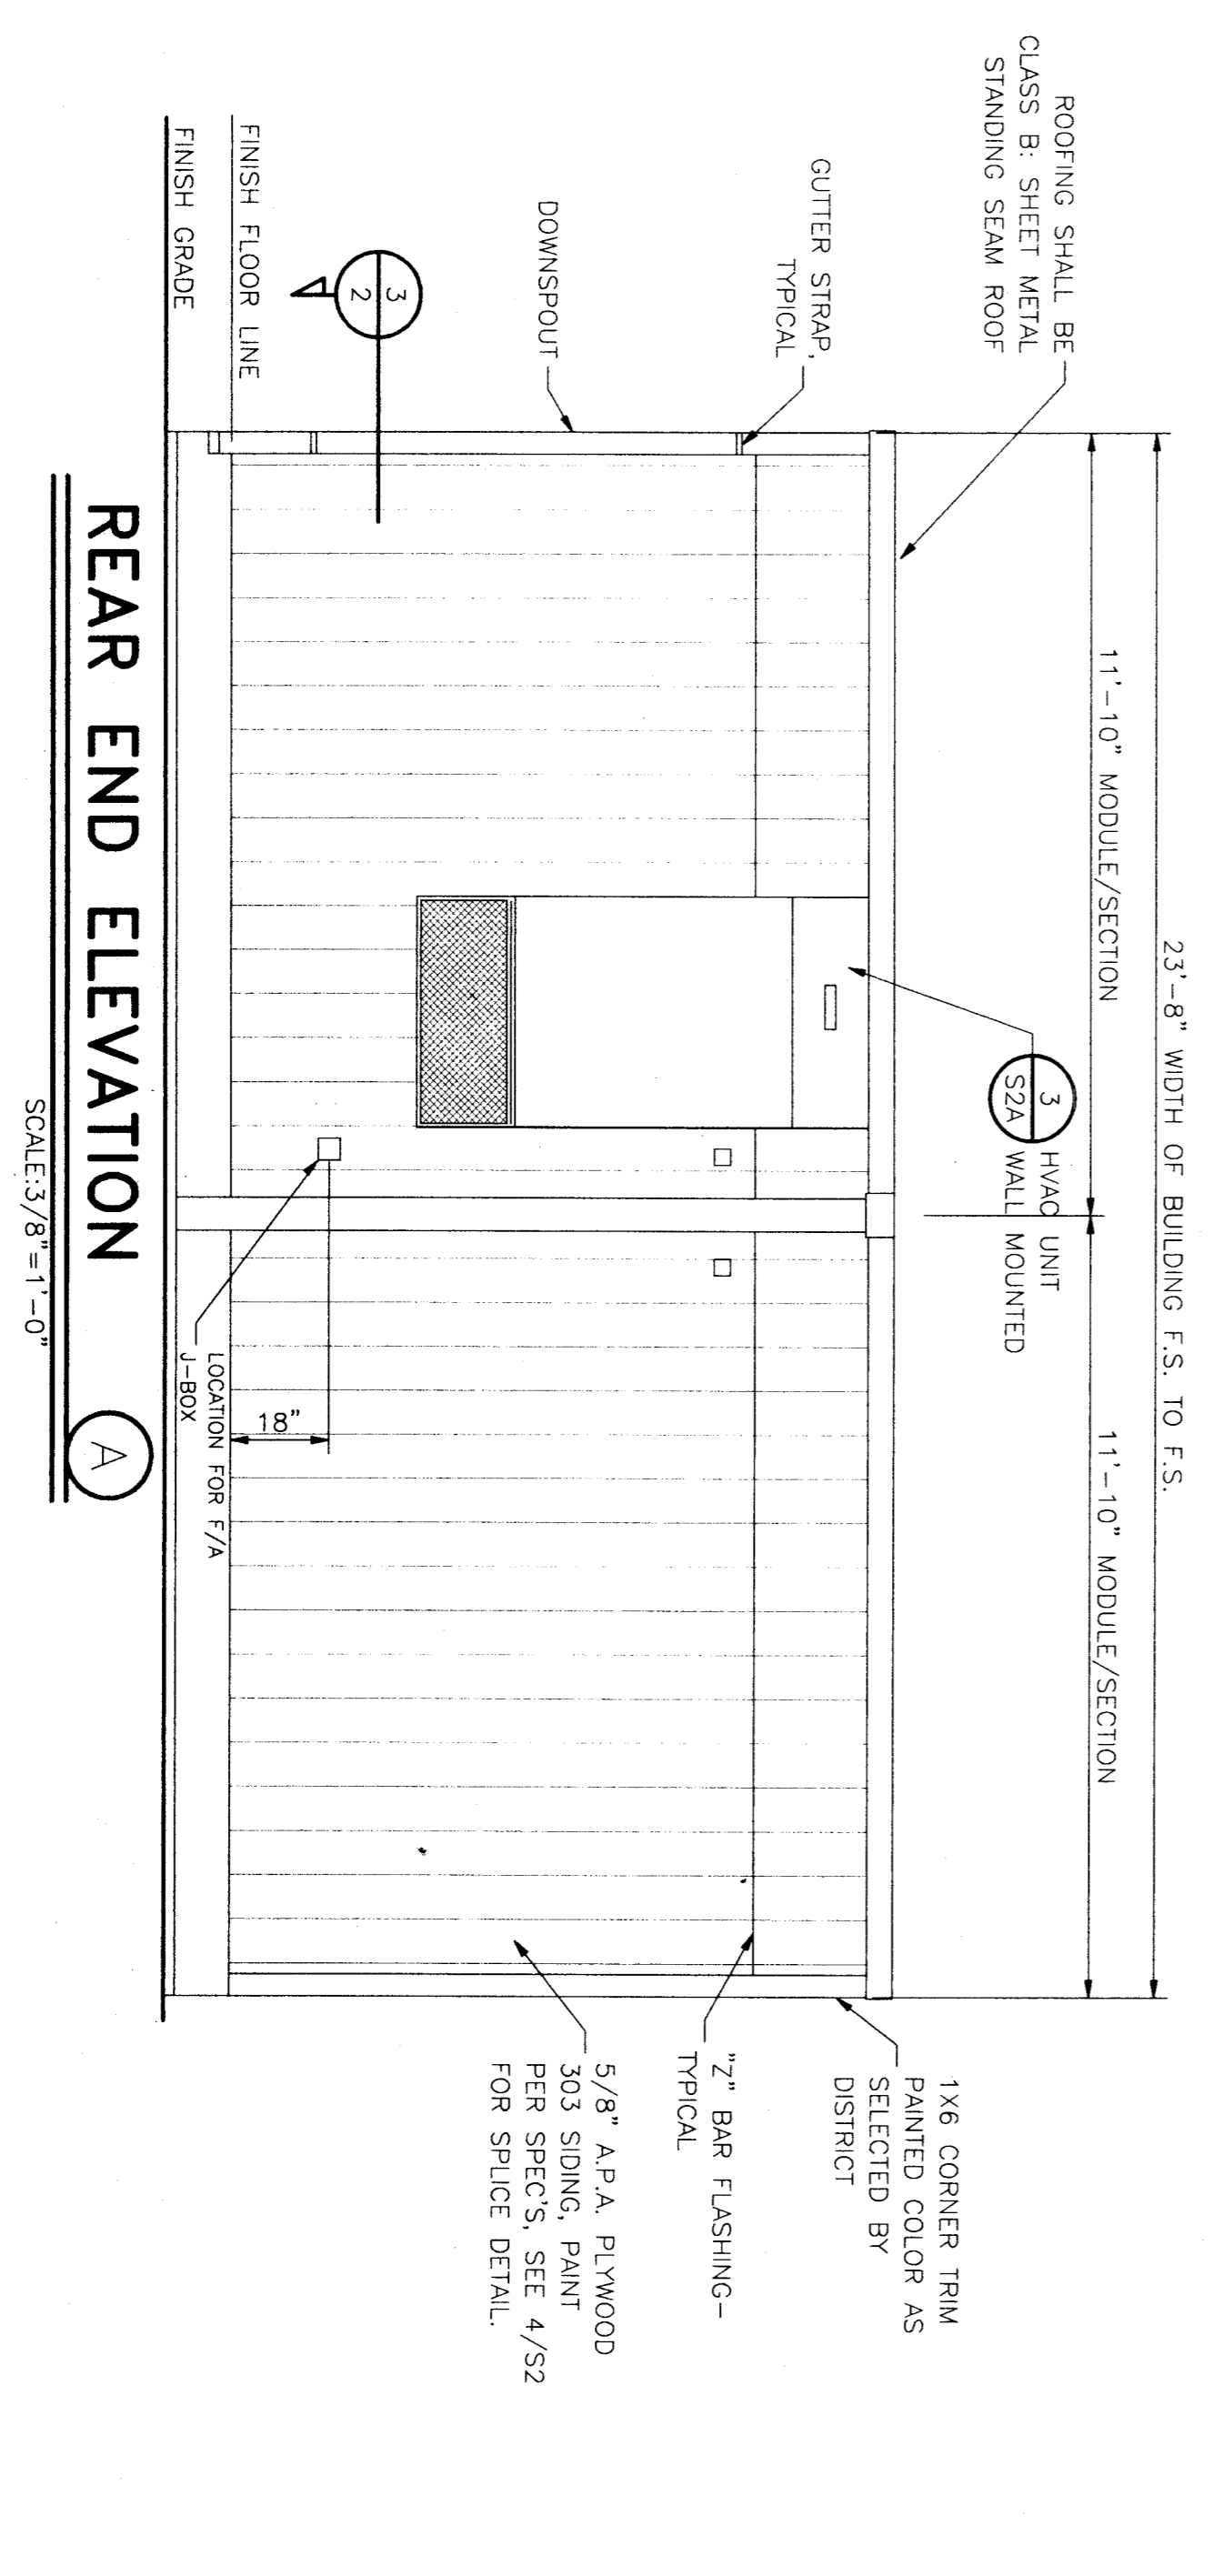 23'-8" WIDTH OF BUILDING F.S. TO F.S.
11'-10" MODULE/SECTION
11'-10" MODULE/SECTION
ROOFING SHALL BE
CLASS B: SHEET METAL
STANDING SEAM ROOF
3
S2A
HVAC UNIT
WALL MOUNTED
GUTTER STRAP,
TYPICAL
DOWNSPOUT
3
2
FINISH FLOOR LINE
FINISH GRADE
1X6 CORNER TRIM
PAINTED COLOR AS
SELECTED BY
DISTRICT
"Z" BAR FLASHING-
TYPICAL
5/8" A.P.A. PLYWOOD
303 SIDING, PAINT
PER SPEC'S, SEE 4/S2
FOR SPLICE DETAIL.
18"
LOCATION FOR F/A
J-BOX
REAR END ELEVATION
A
SCALE:3/8"=1'-0"